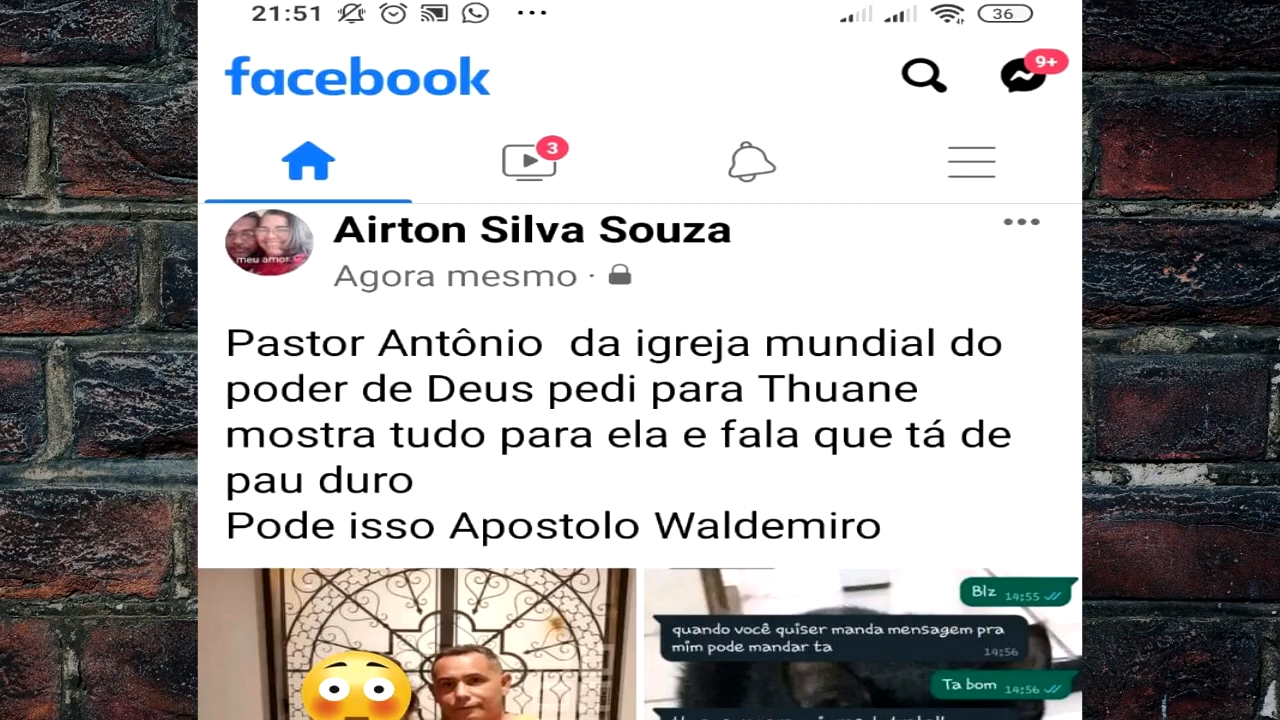 21:51
36
facebook
9+
3
Airton Silva Souza
Agora mesmo ·
meu amor
Pastor Antônio da igreja mundial do
poder de Deus pedi para Thuane
mostra tudo para ela e fala que tá de
pau duro
Pode isso Apostolo Waldemiro
Blz 14:55
quando você quiser manda mensagem pra
mim pode mandar ta
14:56
Ta bom 14:56